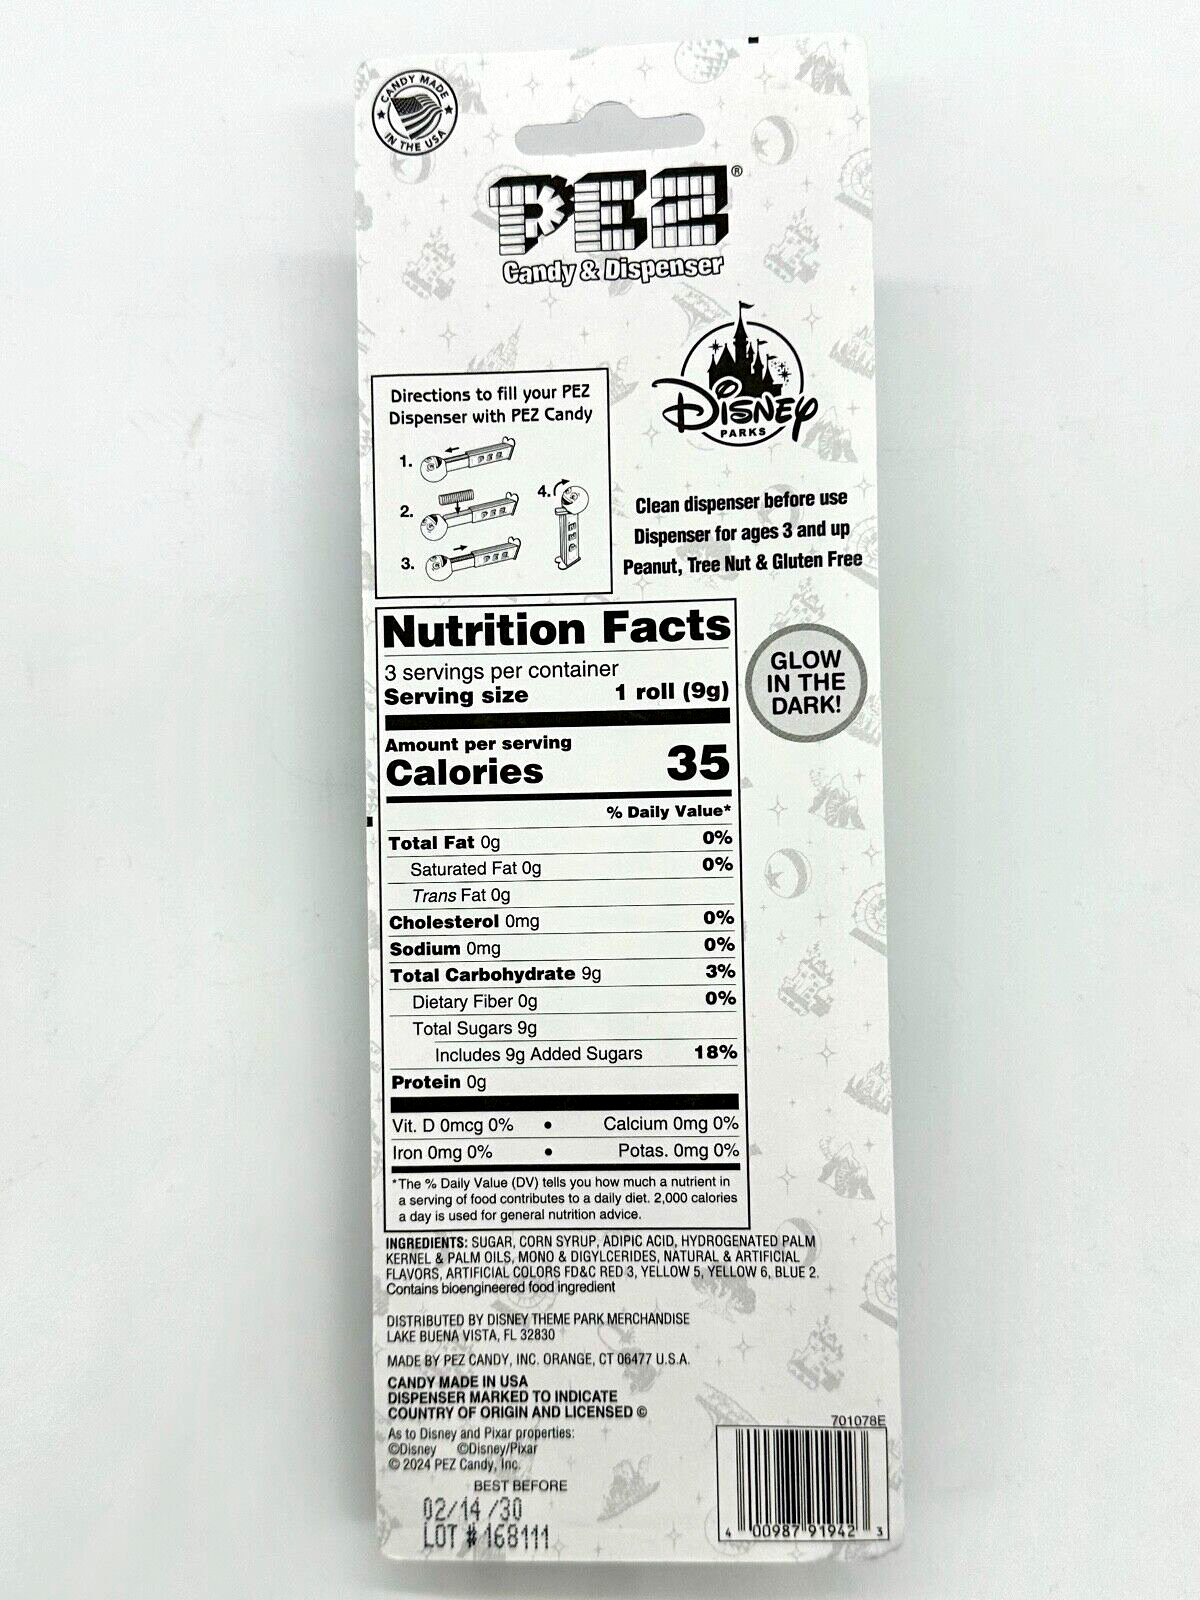 CANDY MADE
IN THE USA
PEZ®
Candy & Dispenser
Disney
PARKS
Directions to fill your PEZ
Dispenser with PEZ Candy
1.
2.
3.
4.
Clean dispenser before use
Dispenser for ages 3 and up
Peanut, Tree Nut & Gluten Free
GLOW
IN THE
DARK!
Nutrition Facts
3 servings per container
Serving size 1 roll (9g)
Amount per serving
Calories 35
% Daily Value*
Total Fat 0g 0%
Saturated Fat 0g 0%
Trans Fat 0g
Cholesterol 0mg 0%
Sodium 0mg 0%
Total Carbohydrate 9g 3%
Dietary Fiber 0g 0%
Total Sugars 9g
Includes 9g Added Sugars 18%
Protein 0g
Vit. D 0mcg 0% • Calcium 0mg 0%
Iron 0mg 0% • Potas. 0mg 0%
*The % Daily Value (DV) tells you how much a nutrient in
a serving of food contributes to a daily diet. 2,000 calories
a day is used for general nutrition advice.
INGREDIENTS: SUGAR, CORN SYRUP, ADIPIC ACID, HYDROGENATED PALM
KERNEL & PALM OILS, MONO & DIGYLCERIDES, NATURAL & ARTIFICIAL
FLAVORS, ARTIFICIAL COLORS FD&C RED 3, YELLOW 5, YELLOW 6, BLUE 2.
Contains bioengineered food ingredient
DISTRIBUTED BY DISNEY THEME PARK MERCHANDISE
LAKE BUENA VISTA, FL 32830
MADE BY PEZ CANDY, INC. ORANGE, CT 06477 U.S.A.
CANDY MADE IN USA
DISPENSER MARKED TO INDICATE
COUNTRY OF ORIGIN AND LICENSED ©
As to Disney and Pixar properties:
©Disney ©Disney/Pixar
© 2024 PEZ Candy, Inc.
BEST BEFORE
02/14/30
LOT # 168111
701078E
4 00987 91942 3